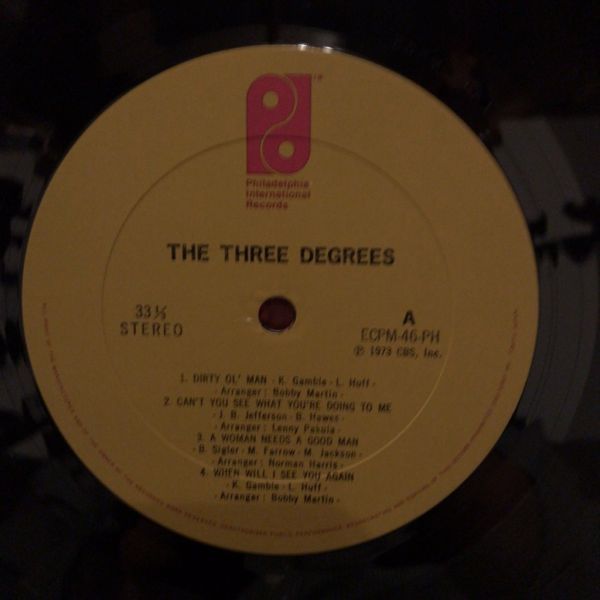 Philadelphia
International
Records
THE THREE DEGREES
33⅓
STEREO
A
ECPM-46-PH
℗ 1973 CBS, Inc.
1. DIRTY OL' MAN - K. Gamble - L. Huff -
- Arranger : Bobby Martin -
2. CAN'T YOU SEE WHAT YOU'RE DOING TO ME
- J. B. Jefferson - B. Hawes -
- Arranger : Lenny Pakula -
3. A WOMAN NEEDS A GOOD MAN
- B. Sigler - M. Farrow - M. Jackson -
- Arranger : Norman Harris -
4. WHEN WILL I SEE YOU AGAIN
- K. Gamble - L. Huff -
- Arranger : Bobby Martin -